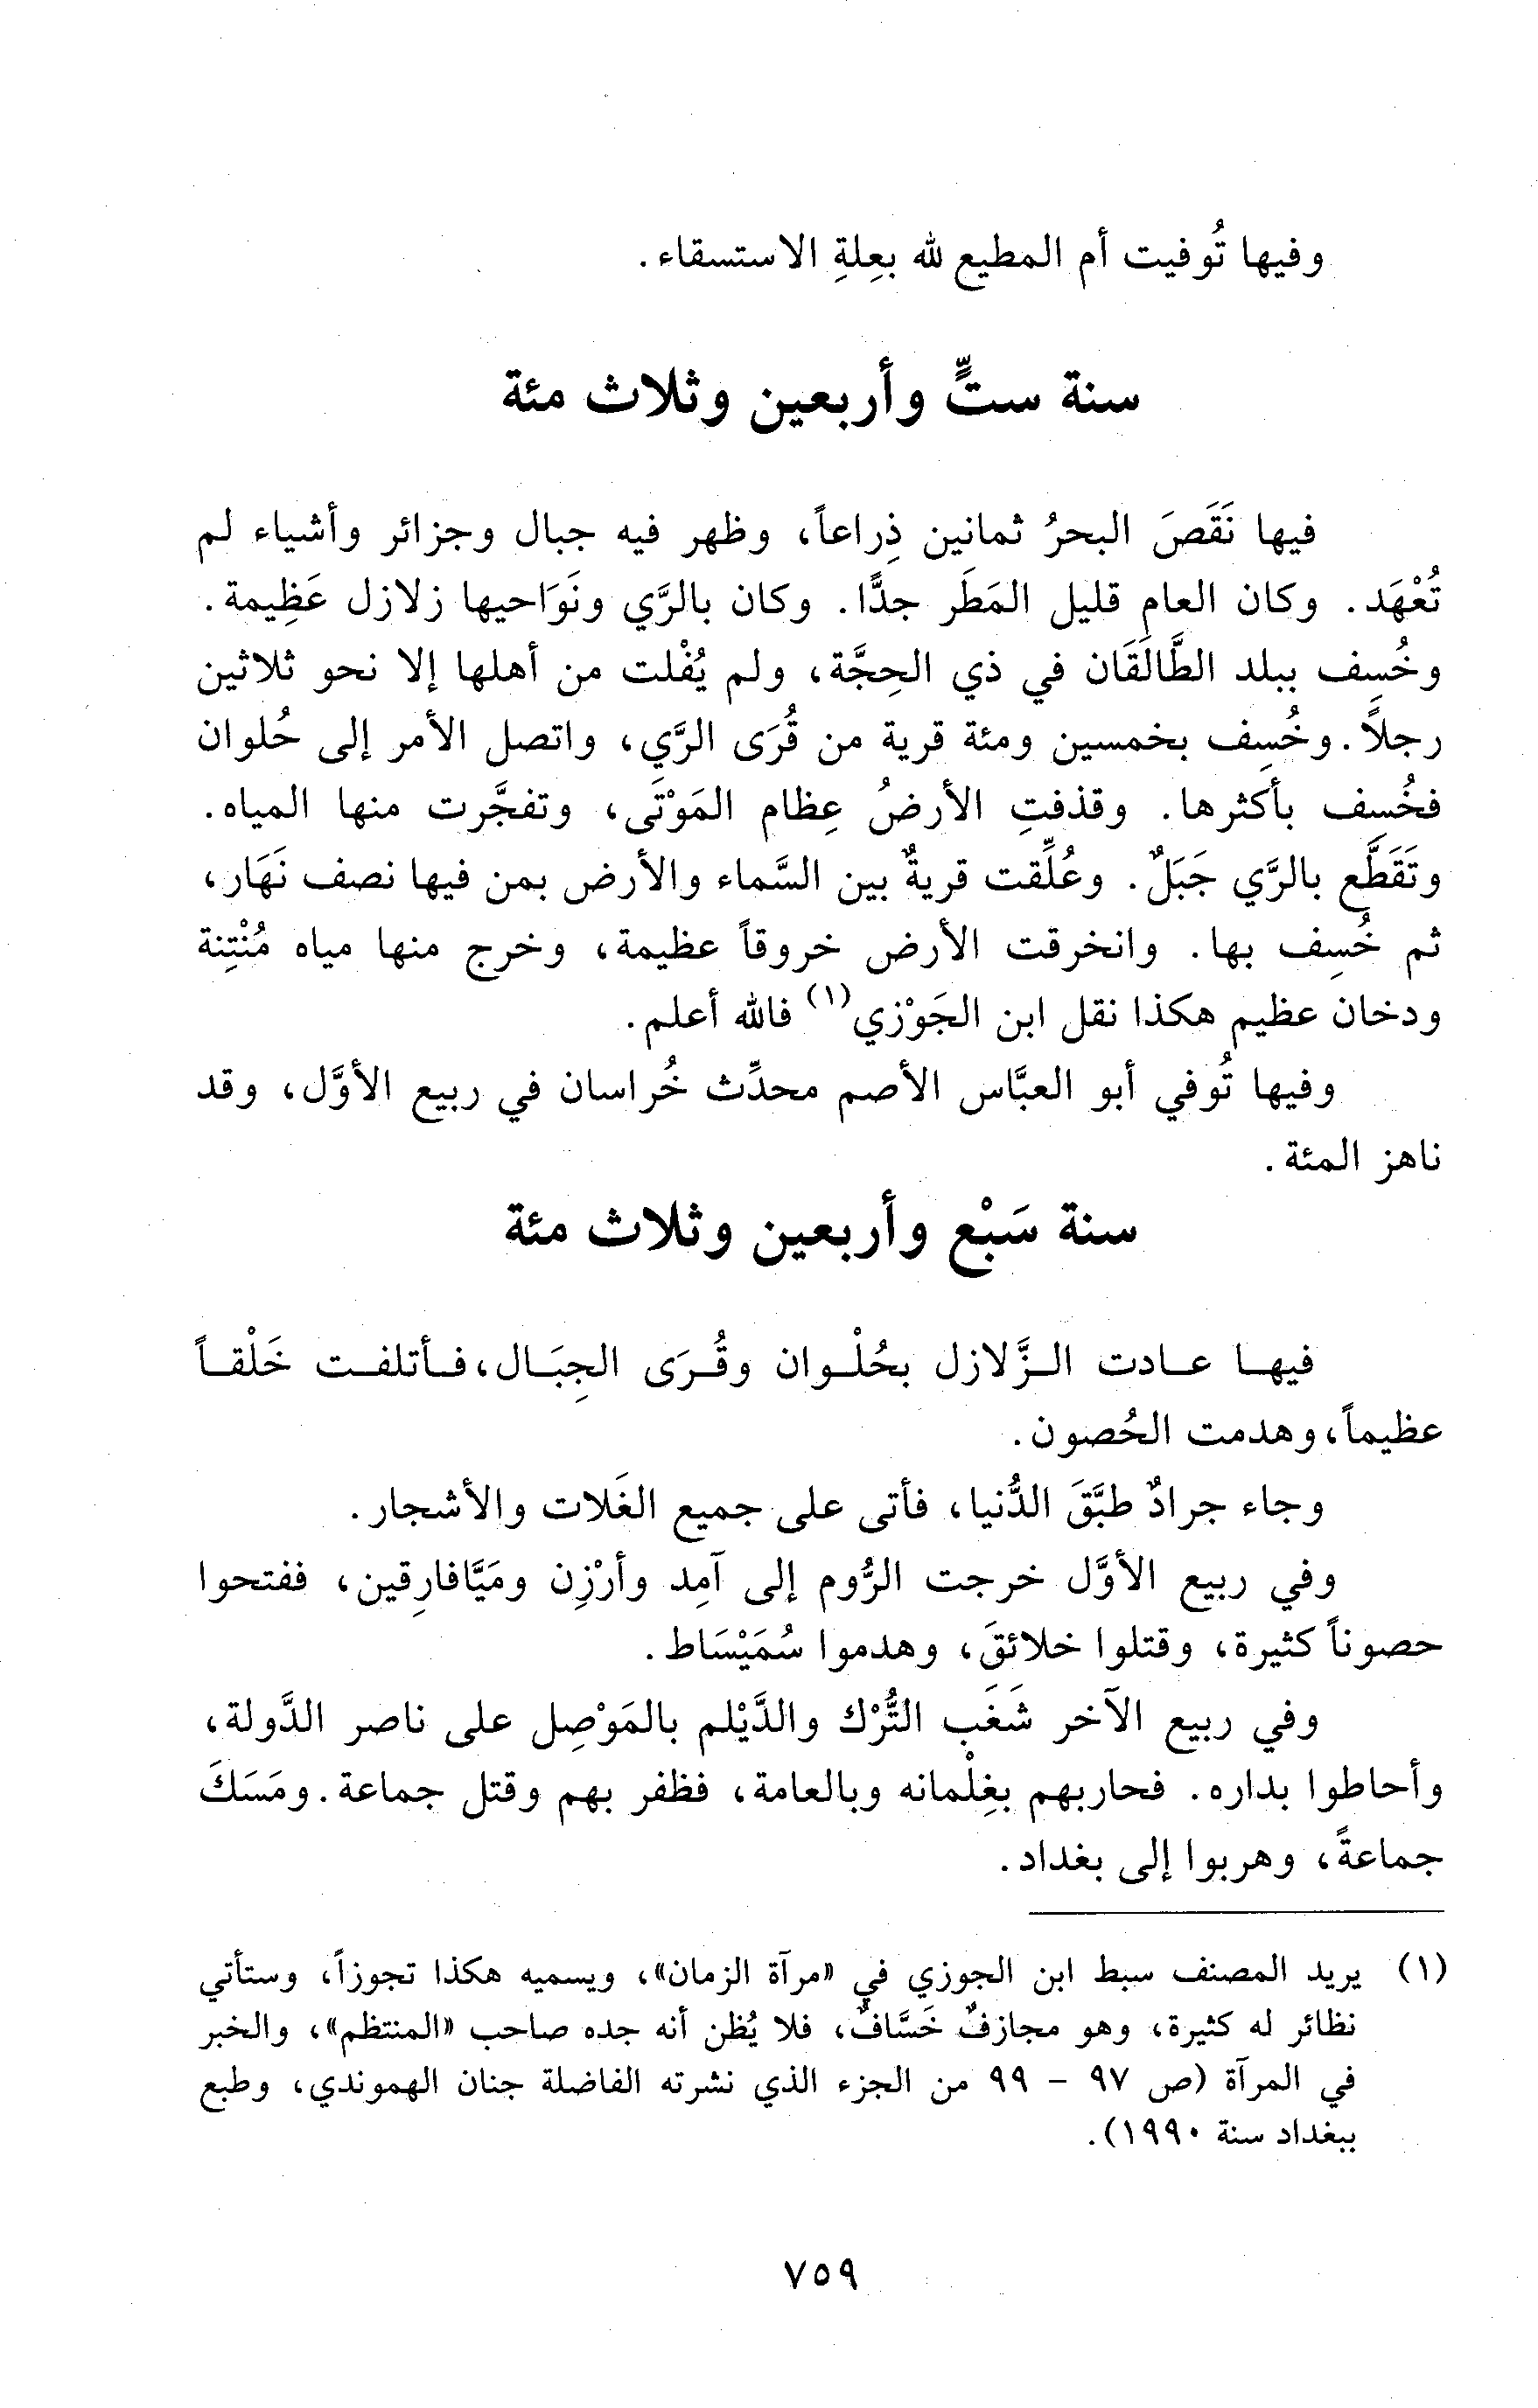 وفيها تُوفيت أم المطيع لله بعِلةِ الاستسقاء.
سنة ستٍّ وأربعين وثلاث مئة
فيها نَقَصَ البحرُ ثمانين ذِراعاً، وظهر فيه جبال وجزائر وأشياء لم
تُعْهَد. وكان العام قليل المَطَر جدًّا. وكان بالرَّي ونَوَاحيها زلازل عَظِيمة.
وخُسِف ببلد الطَّالَقَان في ذي الحِجَّة، ولم يُفْلت من أهلها إلا نحو ثلاثين
رجلاً. وخُسِف بخمسين ومئة قرية من قُرَى الرَّي، واتصل الأمر إلى حُلوان
فخُسف بأكثرها. وقذفتِ الأرضُ عِظام المَوْتَى، وتفجَّرت منها المياه.
وتَقَطَّع بالرَّي جَبَلٌ. وعُلِّقت قريةٌ بين السَّماء والأرض بمن فيها نصف نَهَار،
ثم خُسِف بها. وانخرقت الأرض خروقاً عظيمة، وخرج منها مياه مُنْتِنة
ودخان عظيم هكذا نقل ابن الجَوْزي(١) فالله أعلم.
وفيها تُوفي أبو العبَّاس الأصم محدِّث خُراسان في ربيع الأوَّل، وقد
ناهز المئة.
سنة سَبْع وأربعين وثلاث مئة
فيهـا عـادت الـزَّلازل بحُلْـوان وقُـرَى الجِبَـال، فـأتلفـت خَلْقـاً
عظيماً، وهدمت الحُصون.
وجاء جرادٌ طبَّقَ الدُّنيا، فأتى على جميع الغَلات والأشجار.
وفي ربيع الأوَّل خرجت الرُّوم إلى آمِد وأرْزِن ومَيَّافارِقين، ففتحوا
حصوناً كثيرة، وقتلوا خلائقَ، وهدموا سُمَيْسَاط.
وفي ربيع الآخر شَغَب التُّرْك والدَّيْلم بالمَوْصِل على ناصر الدَّولة،
وأحاطوا بداره. فحاربهم بغِلْمانه وبالعامة، فظفر بهم وقتل جماعة. ومَسَكَ
جماعةً، وهربوا إلى بغداد.
(١) يريد المصنف سبط ابن الجوزي في «مرآة الزمان»، ويسميه هكذا تجوزاً، وستأتي
نظائر له كثيرة، وهو مجازفٌ خَسَّافٌ، فلا يُظن أنه جده صاحب «المنتظم»، والخبر
في المرآة (ص ٩٧ - ٩٩ من الجزء الذي نشرته الفاضلة جنان الهموندي، وطبع
ببغداد سنة ١٩٩٠).
٧٥٩